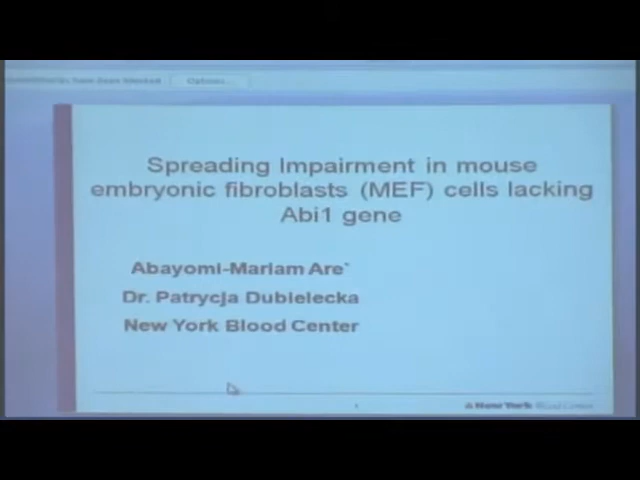 Options...
Spreading Impairment in mouse
embryonic fibroblasts (MEF) cells lacking
Abi1 gene
Abayomi-Mariam Are*
Dr. Patrycja Dubielecka
New York Blood Center
New York Blood Center